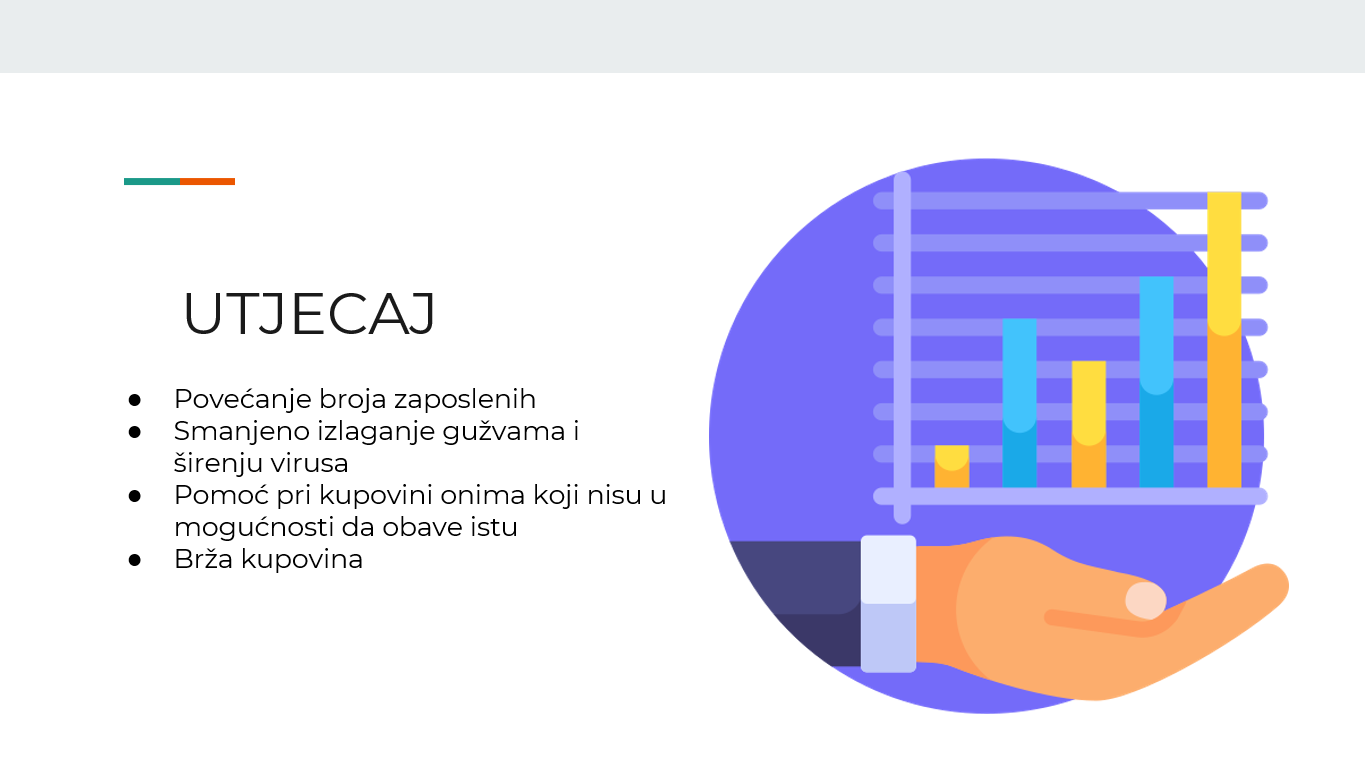 UTJECAJ
● Povećanje broja zaposlenih
● Smanjeno izlaganje gužvama i
širenju virusa
● Pomoć pri kupovini onima koji nisu u
mogućnosti da obave istu
● Brža kupovina